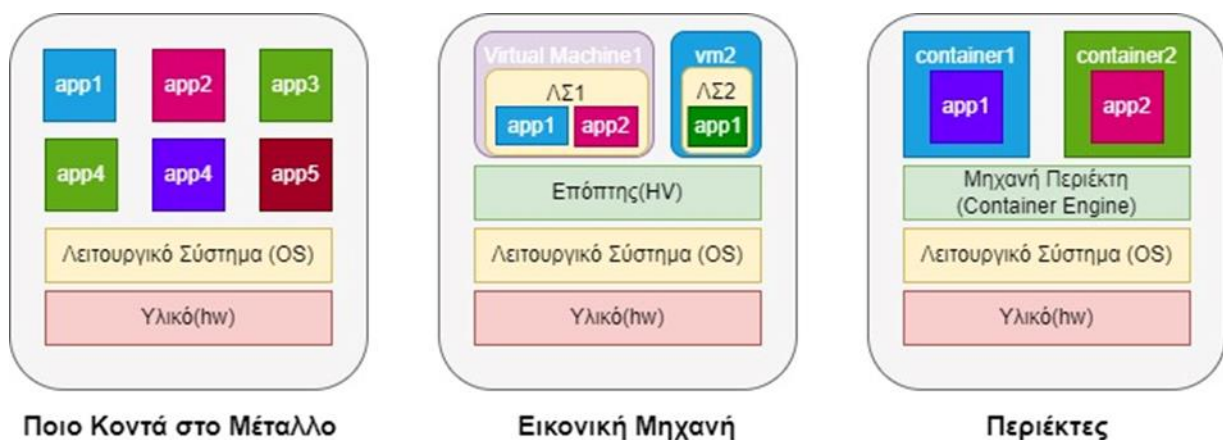 app1
app2
app3
app4
app4
app5
Λειτουργικό Σύστημα (OS)
Υλικό(hw)
Ποιο Κοντά στο Μέταλλο
Virtual Machine1
ΛΣ1
app1
app2
vm2
ΛΣ2
app1
Επόπτης(HV)
Λειτουργικό Σύστημα (OS)
Υλικό(hw)
Εικονική Μηχανή
container1
app1
container2
app2
Μηχανή Περιέκτη
(Container Engine)
Λειτουργικό Σύστημα (OS)
Υλικό(hw)
Περιέκτες